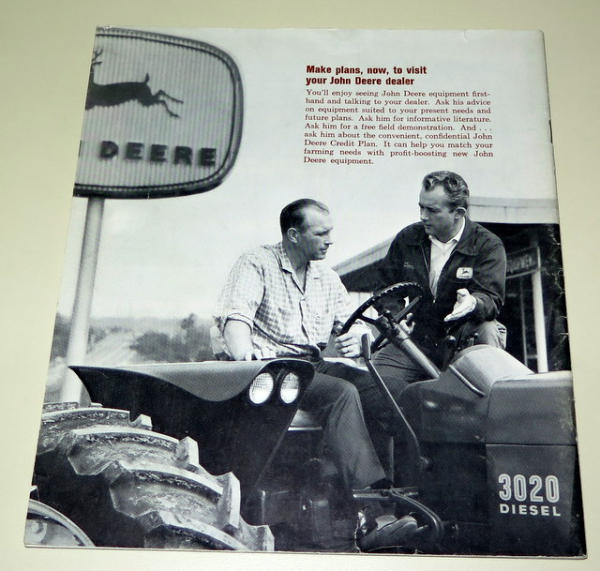 DEERE
Make plans, now, to visit
your John Deere dealer
You'll enjoy seeing John Deere equipment first-
hand and talking to your dealer. Ask his advice
on equipment suited to your present needs and
future plans. Ask him for informative literature.
Ask him for a free field demonstration. And . . .
ask him about the convenient, confidential John
Deere Credit Plan. It can help you match your
farming needs with profit-boosting new John
Deere equipment.
3020
DIESEL